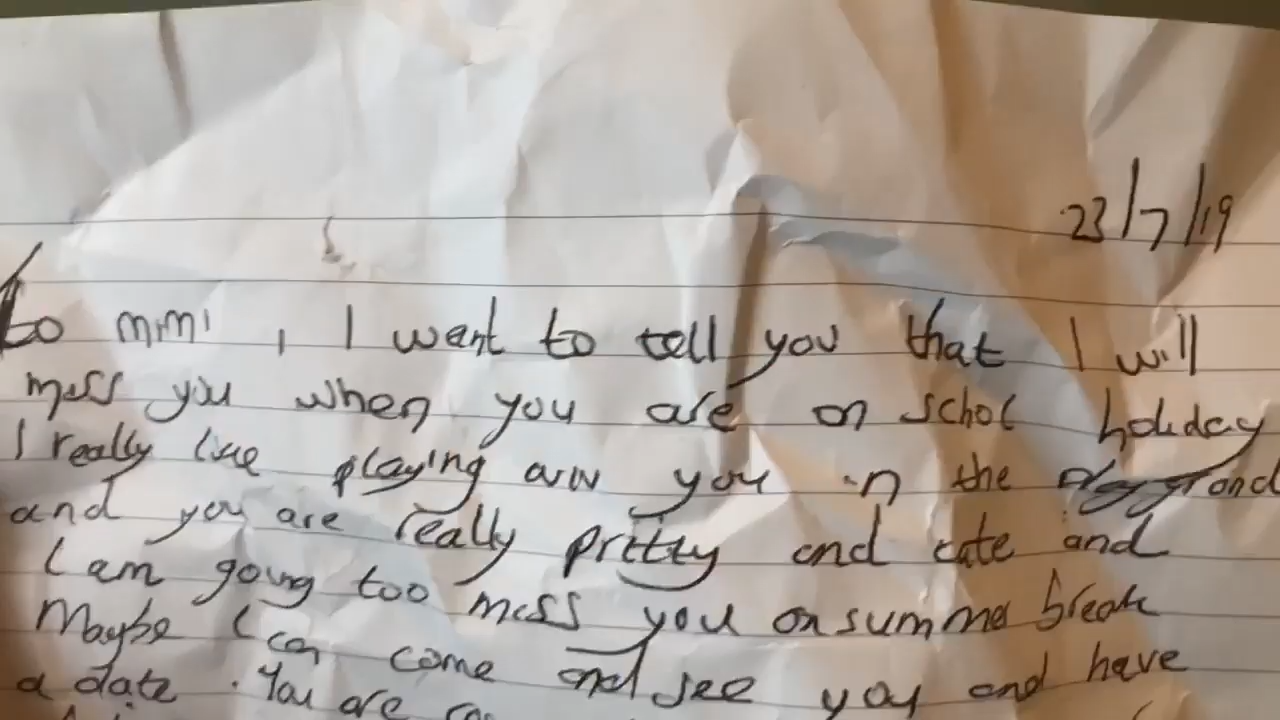 23/7/19
to mimi, I want to tell you that I will
miss you when you are on schol holiday
I really like playing you in the
and you are really pritty and cute and
I am going too miss you on summer break
Maybe I can come and see you and have
a date. You are